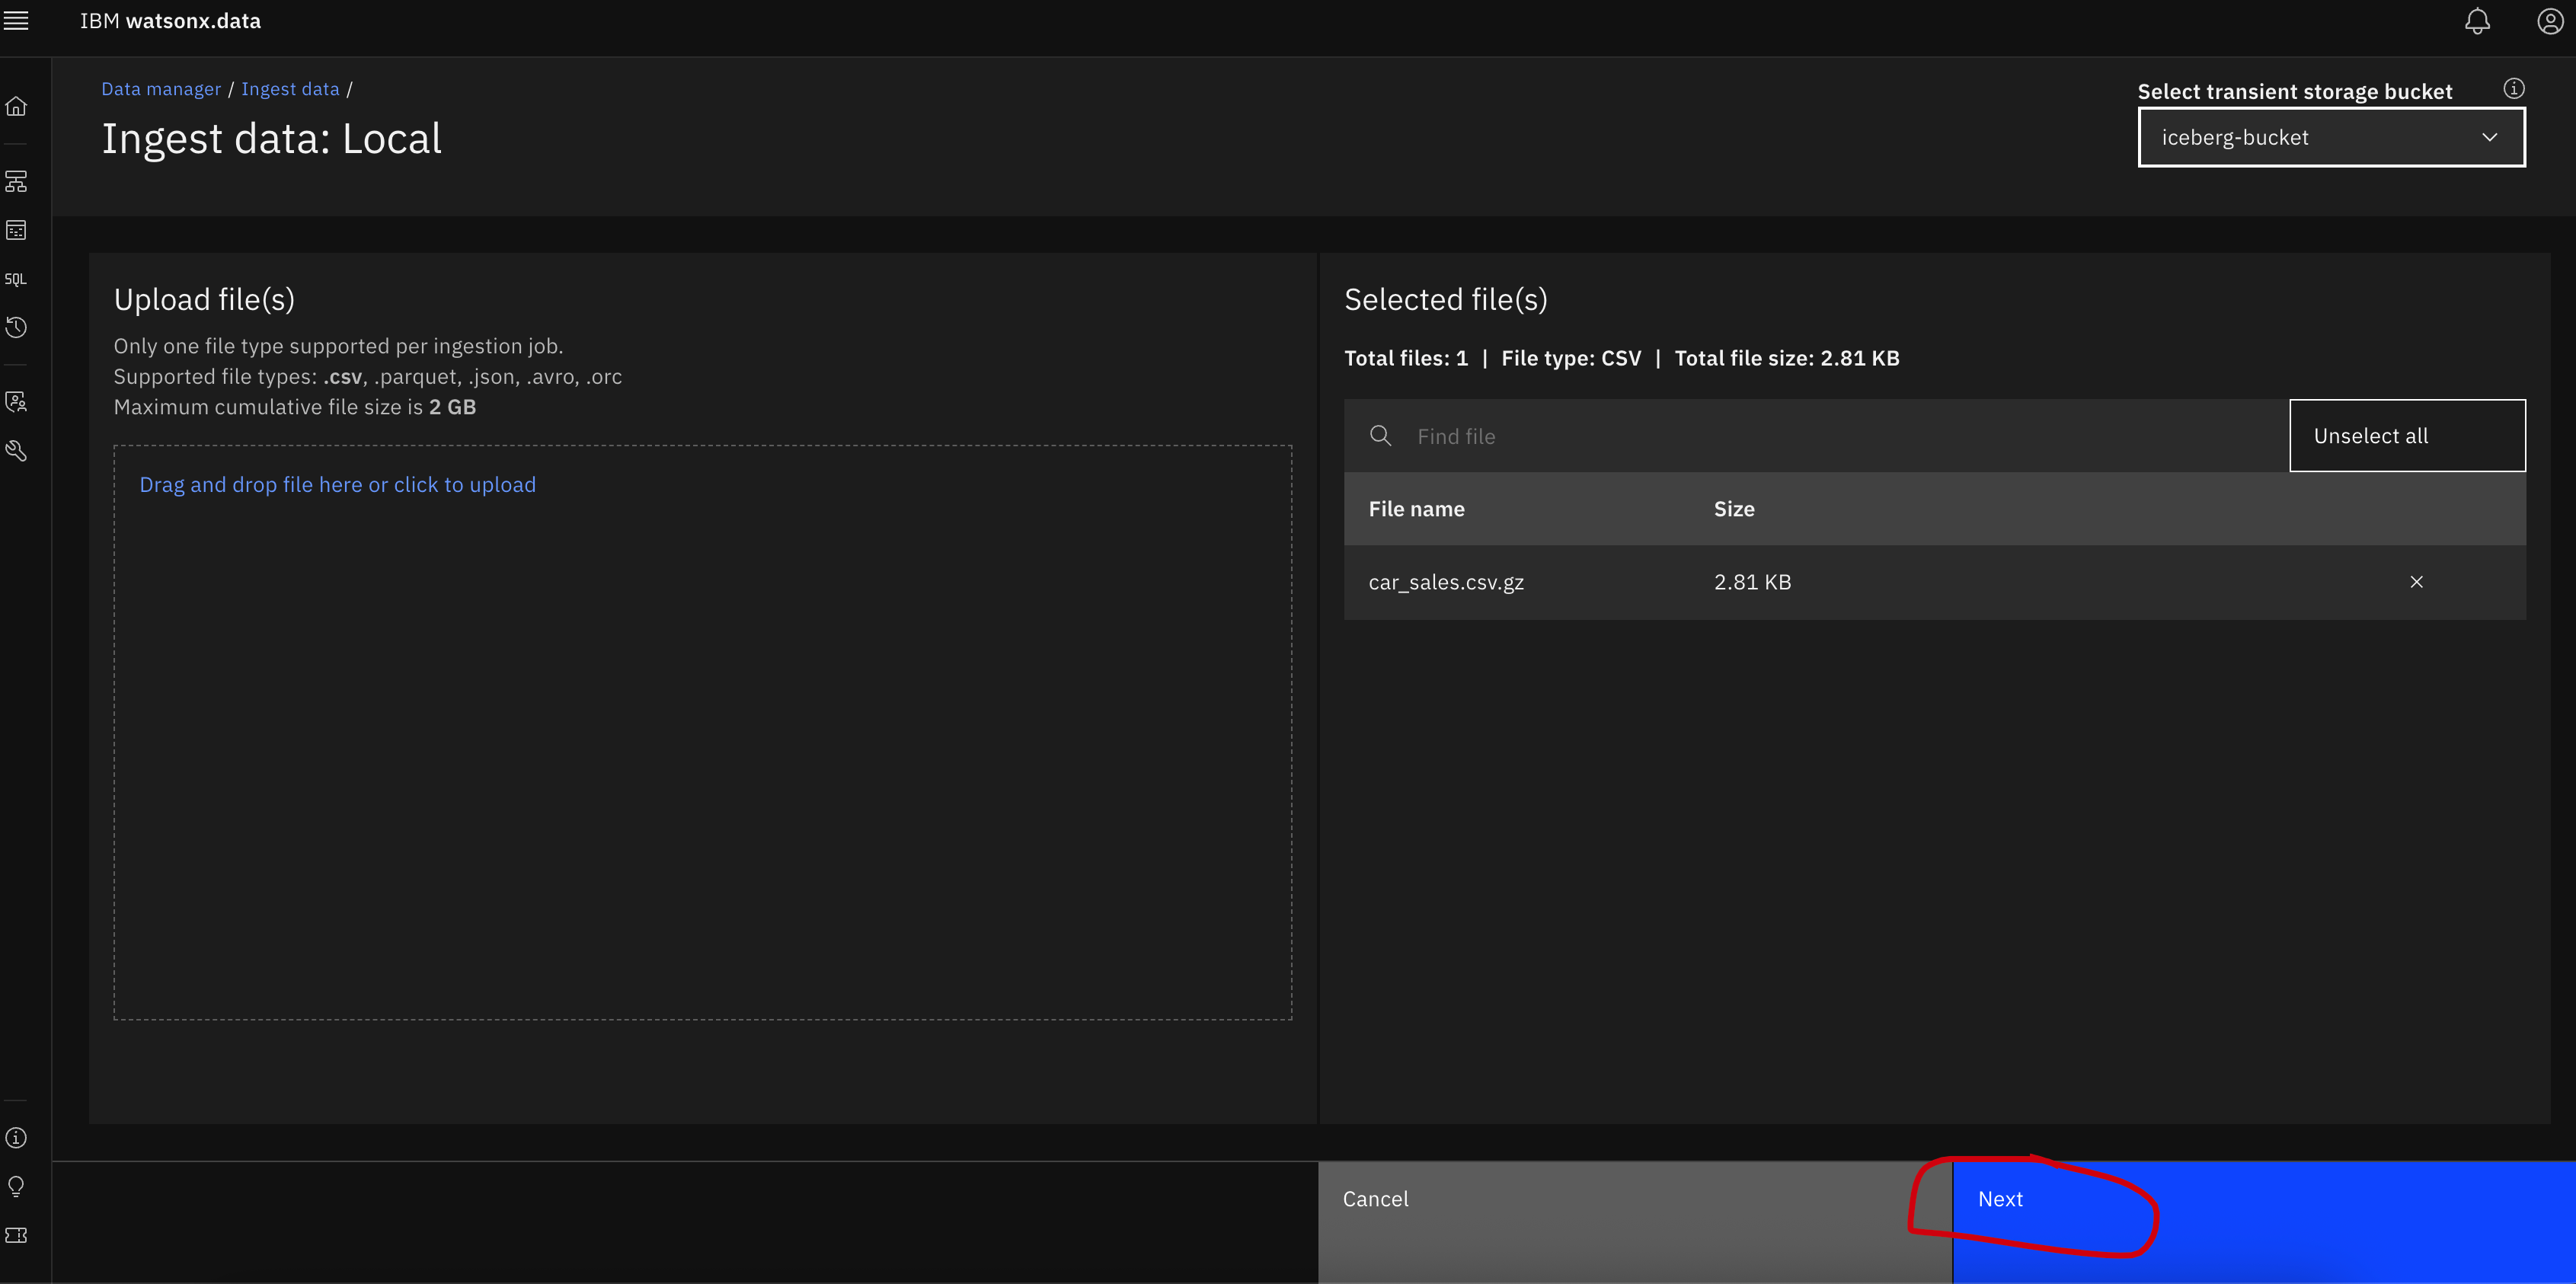 IBM watsonx.data
Data manager / Ingest data /
Ingest data: Local
Select transient storage bucket
iceberg-bucket
SQL
Upload file(s)
Only one file type supported per ingestion job.
Supported file types: .csv, .parquet, .json, .avro, .orc
Maximum cumulative file size is 2 GB
Drag and drop file here or click to upload
Selected file(s)
Total files: 1 | File type: CSV | Total file size: 2.81 KB
Find file
Unselect all
File name Size
car_sales.csv.gz 2.81 KB
Cancel
Next